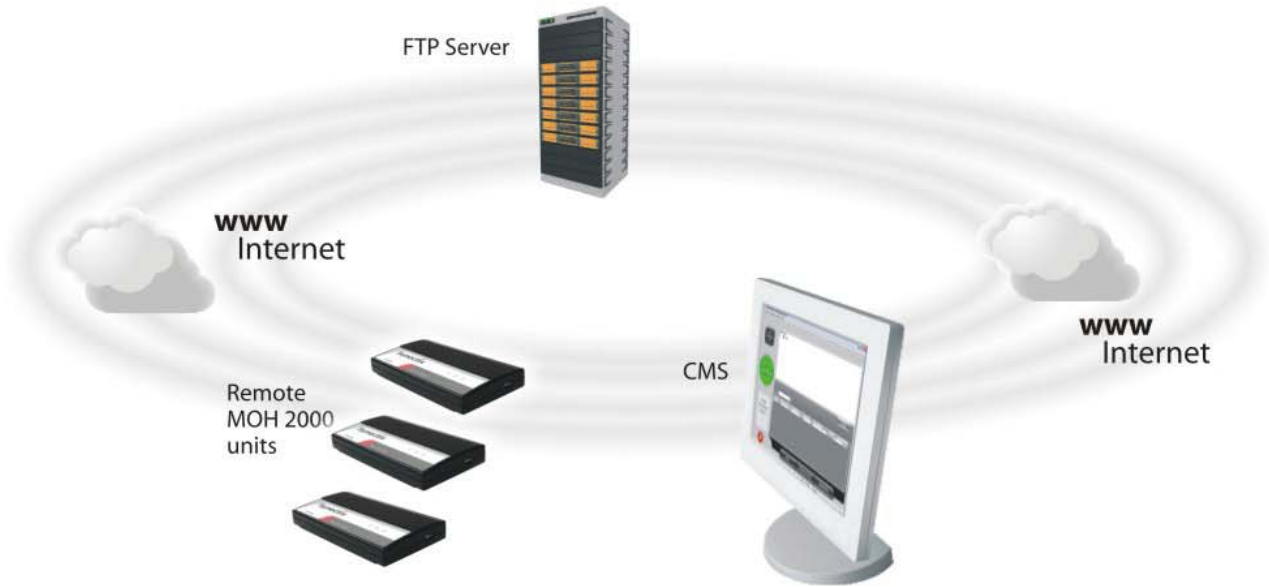 FTP Server
www
Internet
www
Internet
CMS
Remote
MOH 2000
units